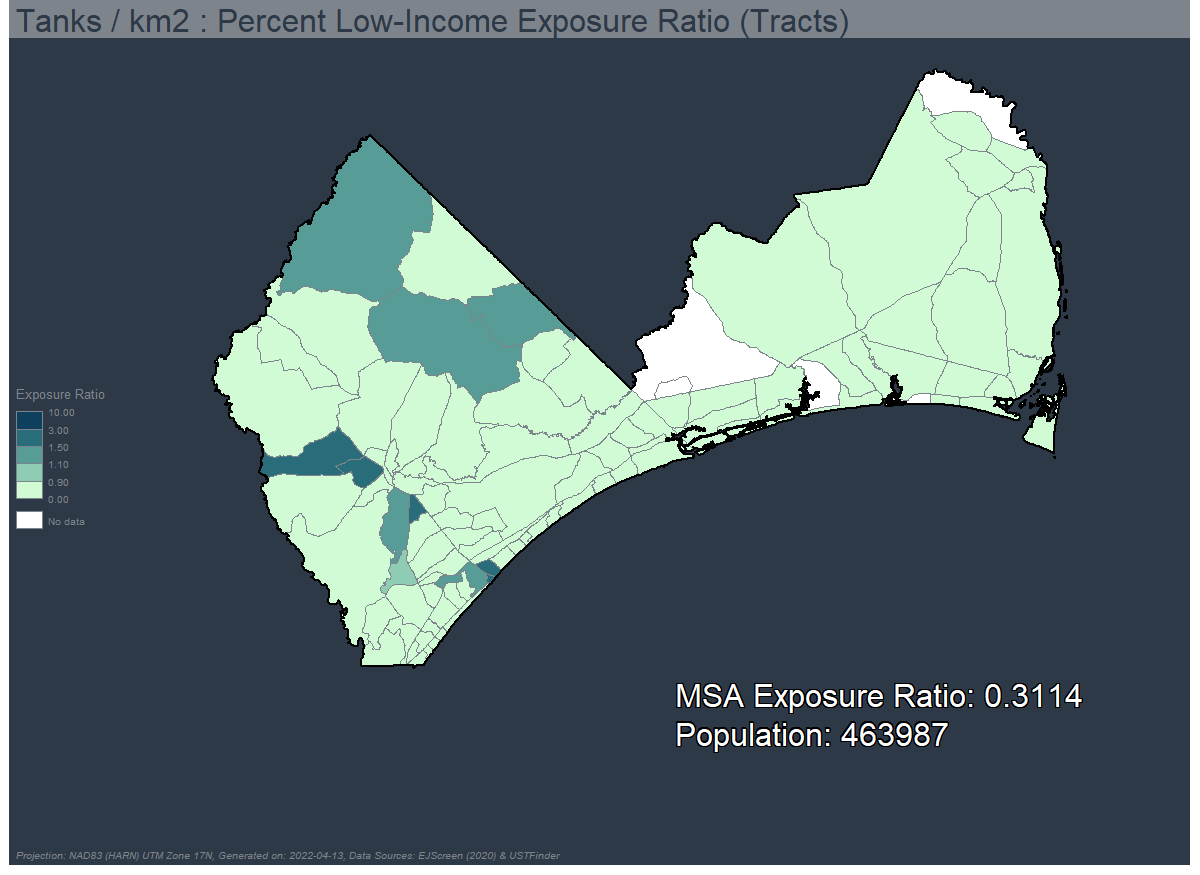 Tanks / km2 : Percent Low-Income Exposure Ratio (Tracts)
Exposure Ratio
10.00
3.00
1.50
1.10
0.90
0.00
No data
MSA Exposure Ratio: 0.3114
Population: 463987
Projection: NAD83 (HARN) UTM Zone 17N, Generated on: 2022-04-13, Data Sources: EJScreen (2020) & USTFinder